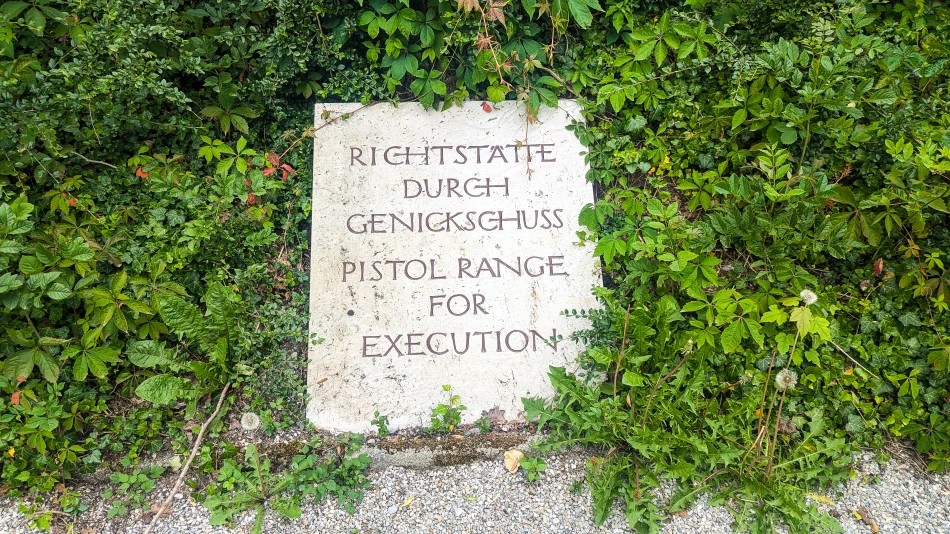 RICHTSTÄTTE
DURCH
GENICKSCHUSS
PISTOL RANGE
FOR
EXECUTION